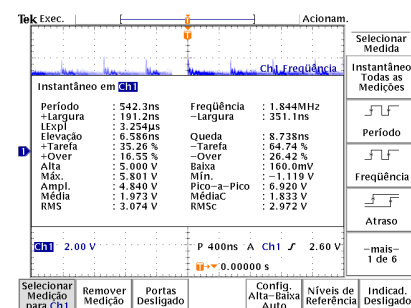 Tek Exec.
Acionam.
Selecionar
Medida
Ch1 Freqüência
Instantâneo
Todas as
Medições
Instantâneo em Ch1
Período : 542.3ns Freqüência : 1.844MHz
+Largura : 191.2ns −Largura : 351.1ns
LExpl : 3.254µs
Elevação : 6.586ns Queda : 8.738ns
+Tarefa : 35.26 % −Tarefa : 64.74 %
+Over : 16.55 % −Over : 26.42 %
Alta : 5.000 V Baixa : 160.0mV
Máx. : 5.801 V Mín. : −1.119 V
Ampl. : 4.840 V Pico−a−Pico : 6.920 V
Média : 1.973 V MédiaC : 1.833 V
RMS : 3.074 V RMSc : 2.972 V
1
Período
Freqüência
Atraso
−mais−
1 de 6
Ch1 2.00 V P 400ns A Ch1 2.60 V
T 0.00000 s
Selecionar
Medição
para Ch1
Remover
Medição
Portas
Desligado
Config.
Alta−Baixa
Auto
Níveis de
Referência
Indicad.
Desligado